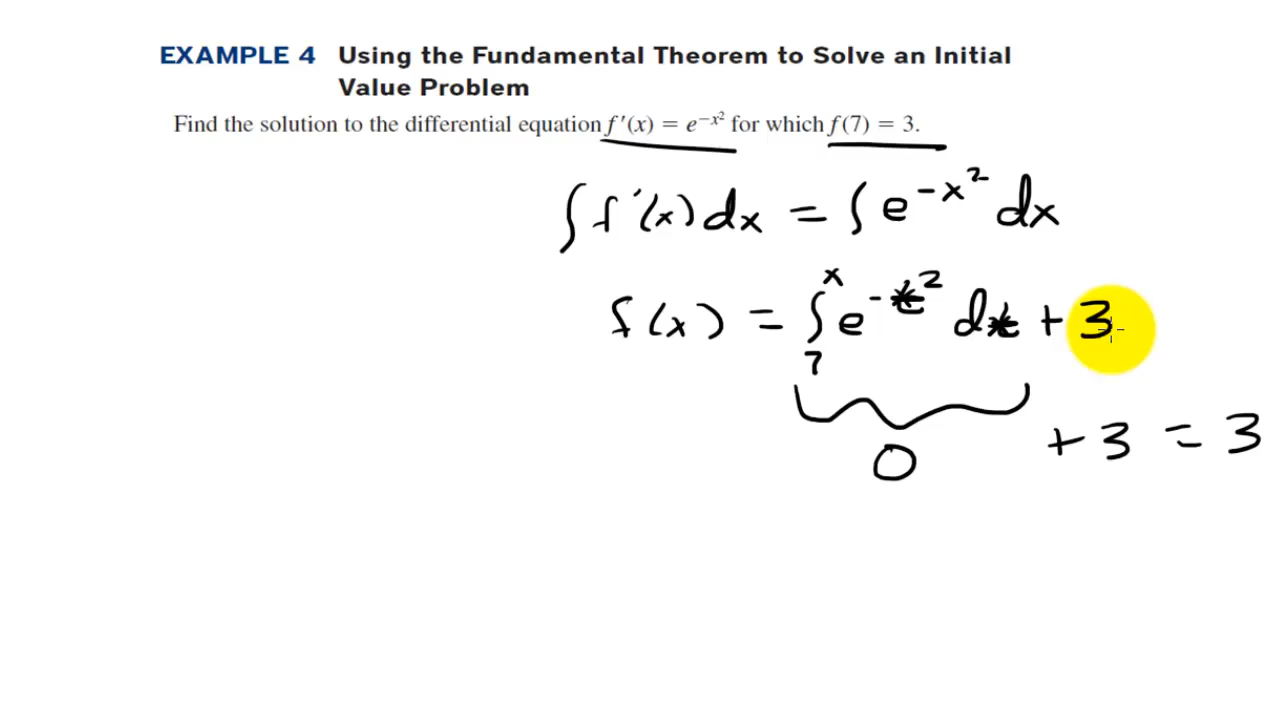 EXAMPLE 4 Using the Fundamental Theorem to Solve an Initial
Value Problem
Find the solution to the differential equation f′(x) = e^{−x²} for which f(7) = 3.
∫ f′(x) dx = ∫ e^{-x²} dx
f(x) = ∫₇ˣ e^{-t²} dt + 3
0 + 3 = 3